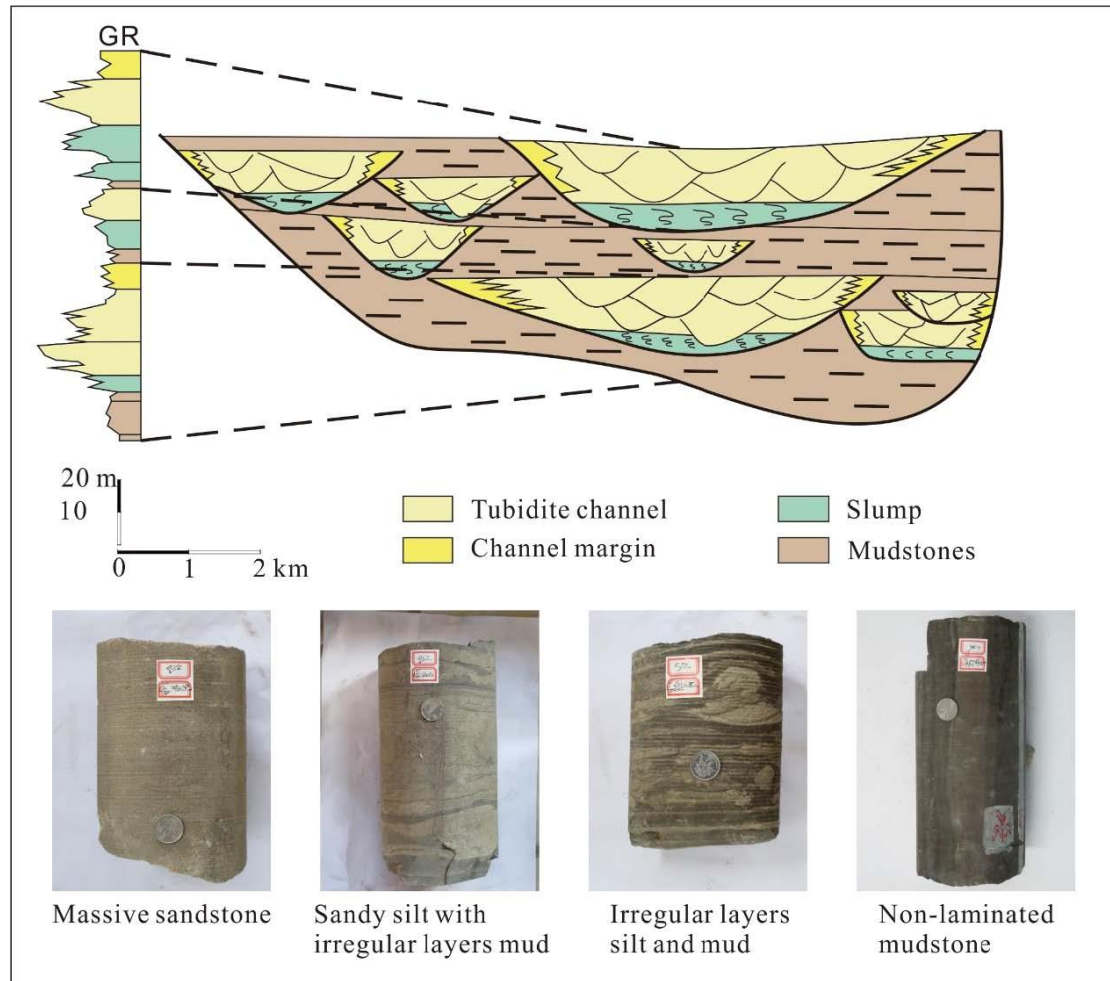 GR
20 m
10
0 1 2 km
Tubidite channel
Slump
Channel margin
Mudstones
Massive sandstone
Sandy silt with
irregular layers mud
Irregular layers
silt and mud
Non-laminated
mudstone